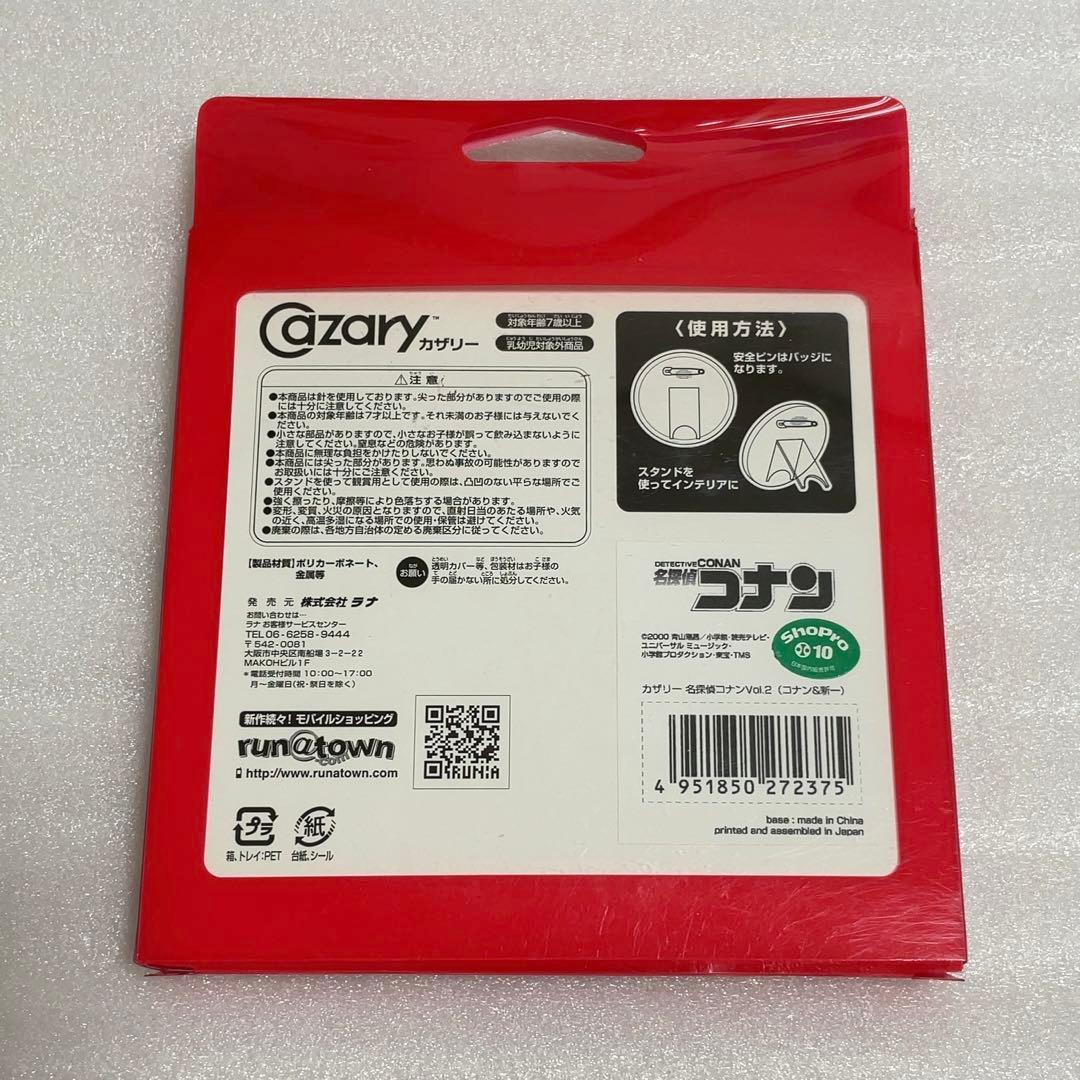 Cazary™
カザリー
対象年齢7歳以上
乳幼児対象外商品
⚠注意
●本商品は針を使用しております。尖った部分がありますのでご使用の際
には十分に注意してください。
●本商品の対象年齢は7才以上です。それ未満のお子様には与えないでく
ださい。
●小さな部品がありますので、小さなお子様が誤って飲み込まないように
注意してください。窒息などの危険があります。
●本商品に無理な負担をかけたりしないでください。
●本商品には尖った部分があります。思わぬ事故の可能性がありますので
お取扱いには十分にご注意ください。
●スタンドを使って観賞用として使用の際は、凸凹のない平らな場所でご
使用ください。
●強く擦ったり、摩擦等により色落ちする場合があります。
●変形、変質、火災の原因となりますので、直射日当のあたる場所や、火気
の近く、高温多湿になる場所での使用・保管は避けてください。
●廃棄の際は、各地方自治体の定める廃棄区分に従ってください。
【製品材質】ポリカーボネート、
金属等
お願い
透明カバー等、包装材はお子様の
手の届かない所に処分してください。
発売元 株式会社 ラナ
お問い合わせは…
ラナ お客様サービスセンター
TEL 06-6258-9444
〒542-0081
大阪市中央区南船場 3-2-22
MAKOHビル1F
*電話受付時間 10:00~17:00
月~金曜日(祝・祭日を除く)
新作続々! モバイルショッピング
run@town
.com
http://www.runatown.com
RUNA
プラ
箱、トレイ:PET
紙
台紙、シール
〈使用方法〉
安全ピンはバッジに
なります。
スタンドを
使ってインテリアに
DETECTIVE CONAN
名探偵コナン
©2000 青山剛昌/小学館・読売テレビ・
ユニバーサル ミュージック・
小学館プロダクション・東宝・TMS
ShoPro
10
日本国内販売許可
カザリー 名探偵コナンVol.2(コナン&新一)
4 951850 272375
base : made in China
printed and assembled in Japan